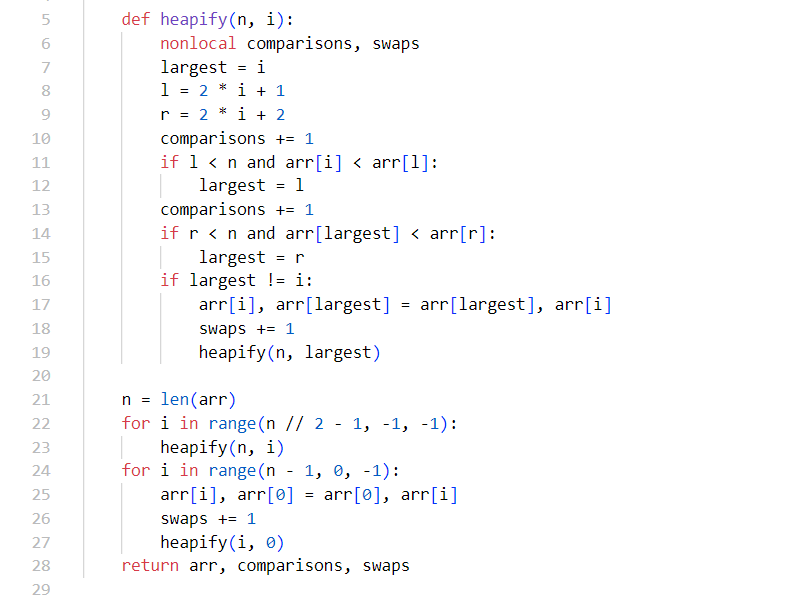 5 def heapify(n, i):
6 nonlocal comparisons, swaps
7 largest = i
8 l = 2 * i + 1
9 r = 2 * i + 2
10 comparisons += 1
11 if l < n and arr[i] < arr[l]:
12 largest = l
13 comparisons += 1
14 if r < n and arr[largest] < arr[r]:
15 largest = r
16 if largest != i:
17 arr[i], arr[largest] = arr[largest], arr[i]
18 swaps += 1
19 heapify(n, largest)
20
21 n = len(arr)
22 for i in range(n // 2 - 1, -1, -1):
23 heapify(n, i)
24 for i in range(n - 1, 0, -1):
25 arr[i], arr[0] = arr[0], arr[i]
26 swaps += 1
27 heapify(i, 0)
28 return arr, comparisons, swaps
29